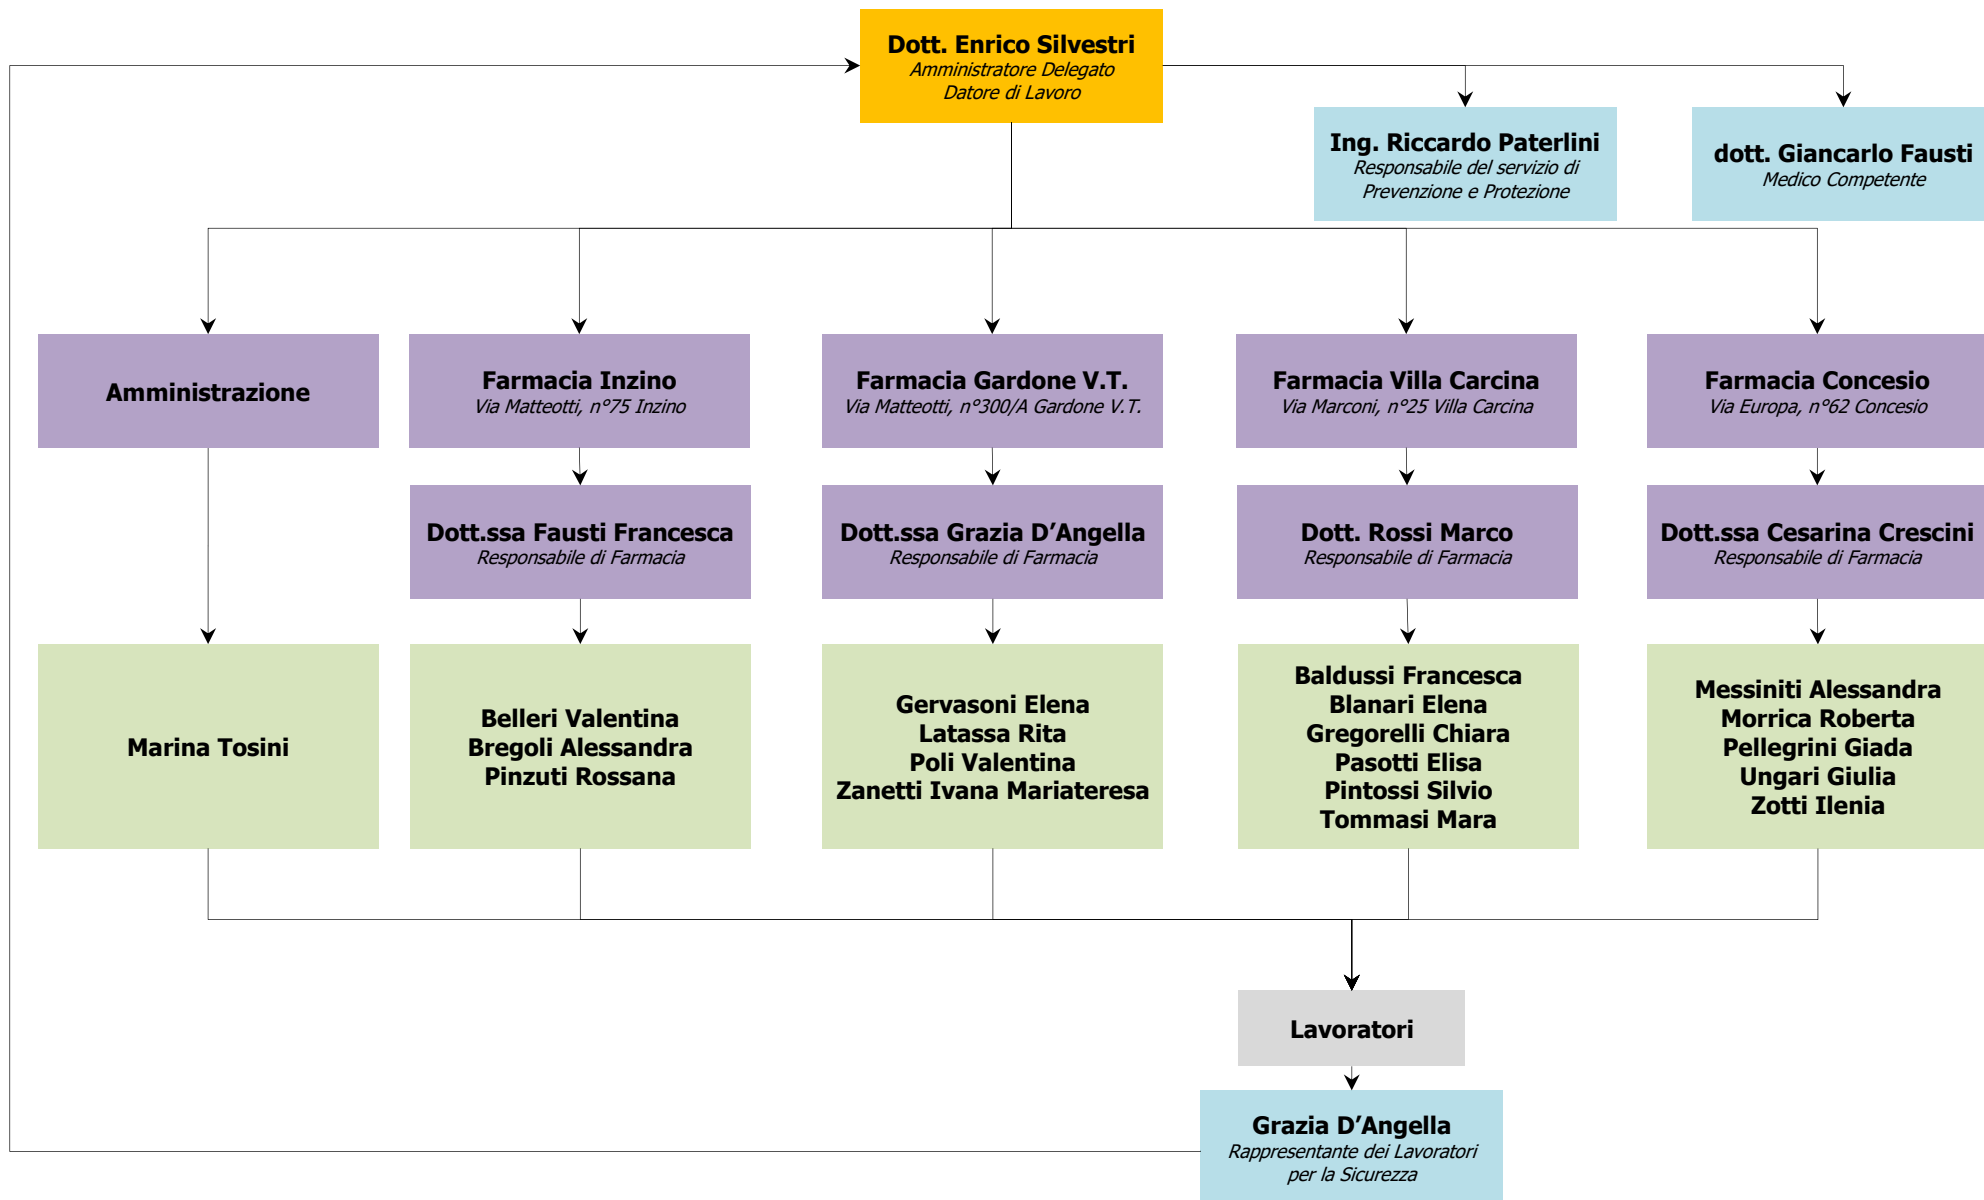 Dott. Enrico Silvestri
Amministratore Delegato
Datore di Lavoro
Ing. Riccardo Paterlini
Responsabile del servizio di
Prevenzione e Protezione
dott. Giancarlo Fausti
Medico Competente
Amministrazione
Farmacia Inzino
Via Matteotti, n°75 Inzino
Farmacia Gardone V.T.
Via Matteotti, n°300/A Gardone V.T.
Farmacia Villa Carcina
Via Marconi, n°25 Villa Carcina
Farmacia Concesio
Via Europa, n°62 Concesio
Dott.ssa Fausti Francesca
Responsabile di Farmacia
Dott.ssa Grazia D’Angella
Responsabile di Farmacia
Dott. Rossi Marco
Responsabile di Farmacia
Dott.ssa Cesarina Crescini
Responsabile di Farmacia
Marina Tosini
Belleri Valentina
Bregoli Alessandra
Pinzuti Rossana
Gervasoni Elena
Latassa Rita
Poli Valentina
Zanetti Ivana Mariateresa
Baldussi Francesca
Blanari Elena
Gregorelli Chiara
Pasotti Elisa
Pintossi Silvio
Tommasi Mara
Messiniti Alessandra
Morrica Roberta
Pellegrini Giada
Ungari Giulia
Zotti Ilenia
Lavoratori
Grazia D’Angella
Rappresentante dei Lavoratori
per la Sicurezza